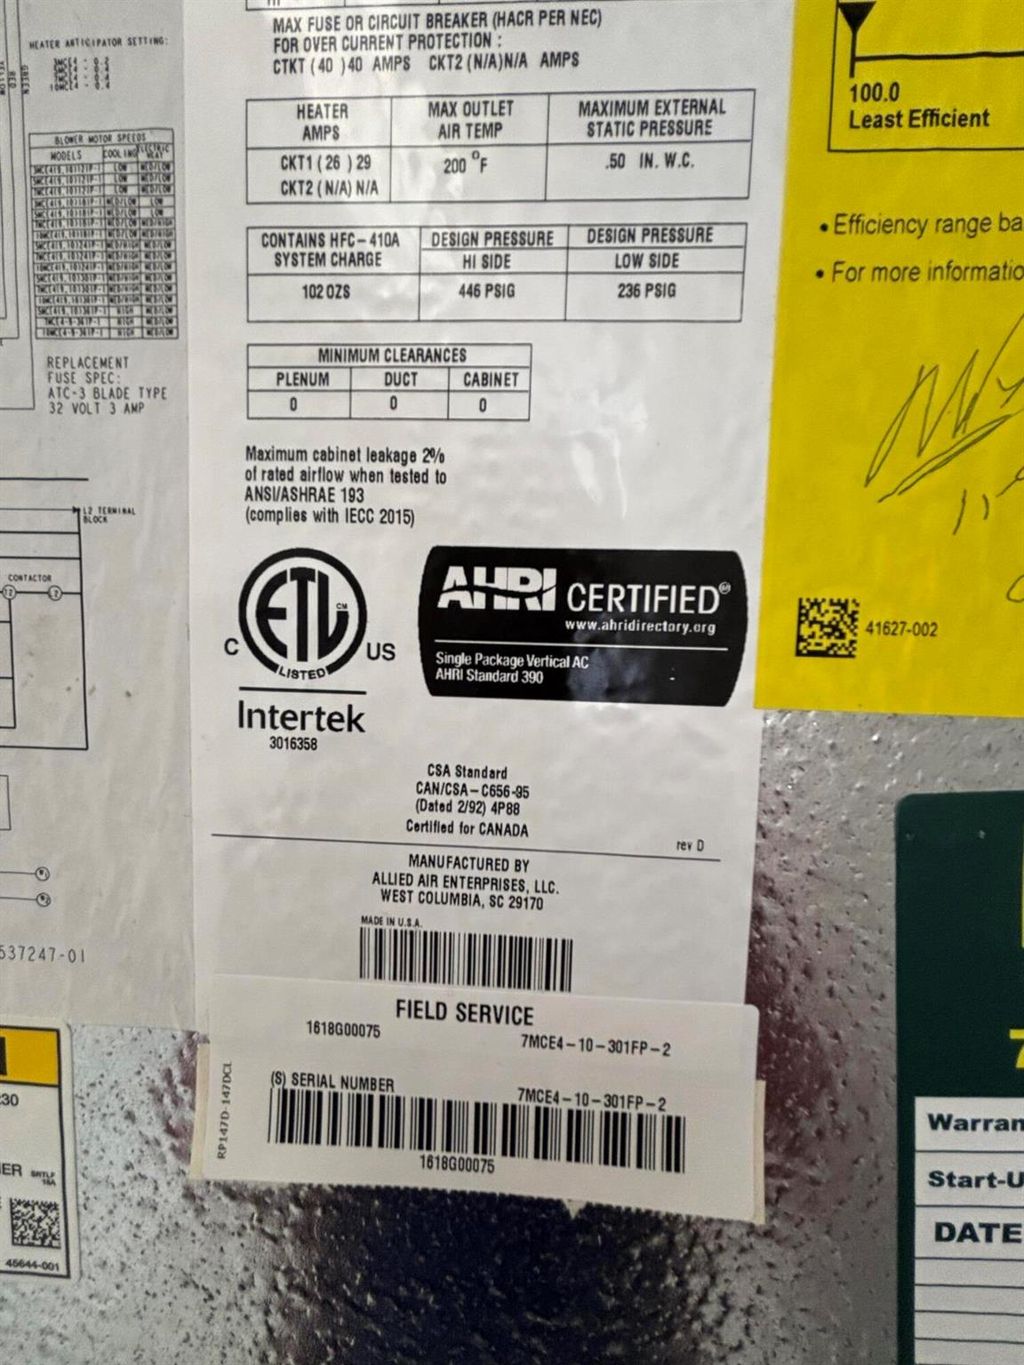 MAX FUSE OR CIRCUIT BREAKER (HACR PER NEC)
FOR OVER CURRENT PROTECTION :
CTKT (40 )40 AMPS CKT2 (N/A)N/A AMPS
HEATER AMPS MAX OUTLET AIR TEMP MAXIMUM EXTERNAL STATIC PRESSURE
CKT1 ( 26 ) 29 200 °F .50 IN. W.C.
CKT2 ( N/A) N/A
CONTAINS HFC-410A SYSTEM CHARGE DESIGN PRESSURE HI SIDE DESIGN PRESSURE LOW SIDE
102 OZS 446 PSIG 236 PSIG
MINIMUM CLEARANCES
PLENUM DUCT CABINET
0 0 0
Maximum cabinet leakage 2%
of rated airflow when tested to
ANSI/ASHRAE 193
(complies with IECC 2015)
ETL CM
LISTED
C US
Intertek
3016358
AHRI CERTIFIED
www.ahridirectory.org
Single Package Vertical AC
AHRI Standard 390
CSA Standard
CAN/CSA-C656-95
(Dated 2/92) 4P88
Certified for CANADA
rev D
MANUFACTURED BY
ALLIED AIR ENTERPRISES, LLC.
WEST COLUMBIA, SC 29170
MADE IN U.S.A.
FIELD SERVICE
1618G00075 7MCE4-10-301FP-2
(S) SERIAL NUMBER 7MCE4-10-301FP-2
1618G00075
RP147D-147DCL
HEATER ANTICIPATOR SETTING:
BLOWER MOTOR SPEEDS
MODELS COOLING ELECTRIC HEAT
REPLACEMENT
FUSE SPEC:
ATC-3 BLADE TYPE
32 VOLT 3 AMP
L2 TERMINAL
BLOCK
CONTACTOR
537247-01
230
45644-001
100.0
Least Efficient
• Efficiency range ba
• For more informatio
41627-002
Warran
Start-U
DATE